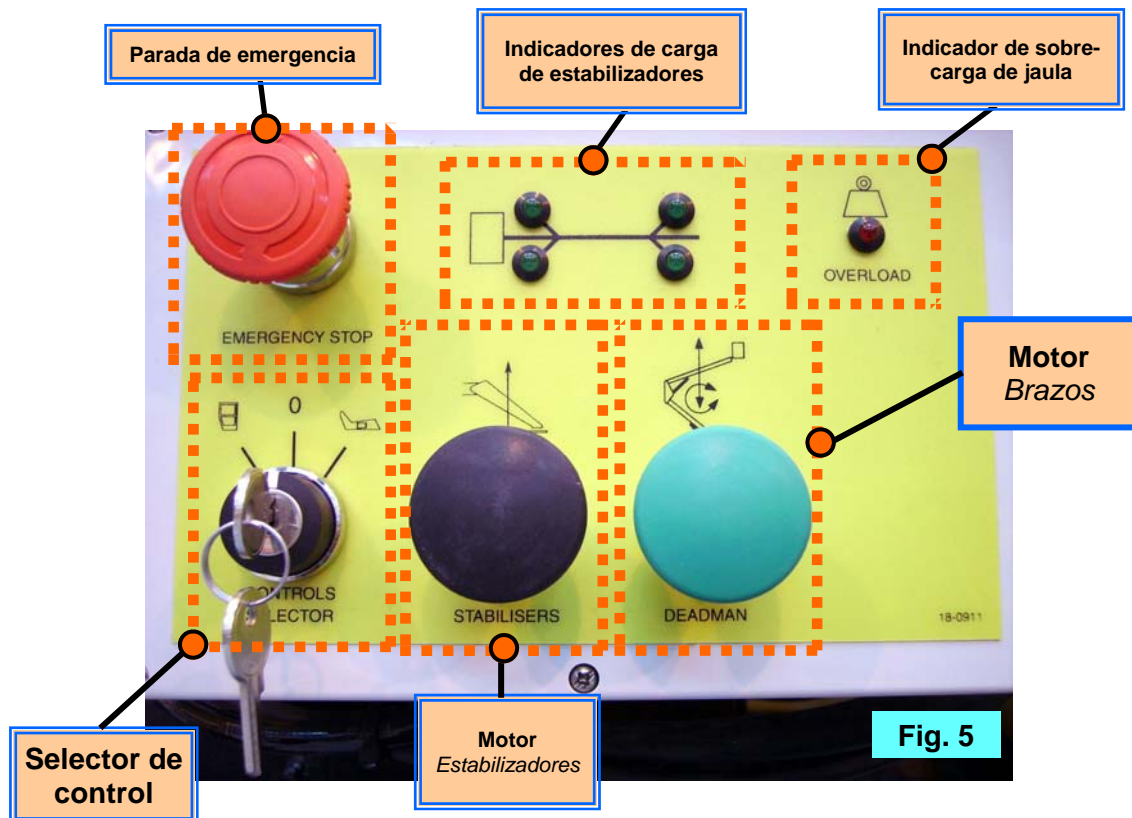 Parada de emergencia
Indicadores de carga
de estabilizadores
Indicador de sobre-
carga de jaula
OVERLOAD
EMERGENCY STOP
Motor
Brazos
0
CONTROLS
SELECTOR
STABILISERS
DEADMAN
18-0911
Selector de
control
Motor
Estabilizadores
Fig. 5